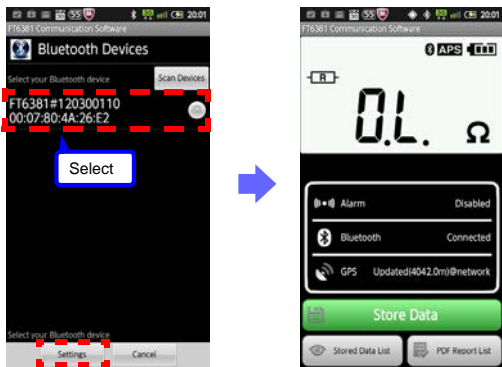 55 20:01
FT6381 Communication Software
Bluetooth Devices
Select your Bluetooth device Scan Devices
FT6381#120300110
00:07:80:4A:26:E2
Select
Select your Bluetooth device
Settings Cancel
55 20:01
FT6381 Communication Software
APS
R
O.L. Ω
Alarm Disabled
Bluetooth Connected
GPS Updated(4042.0m)@network
Store Data
Stored Data List PDF Report List